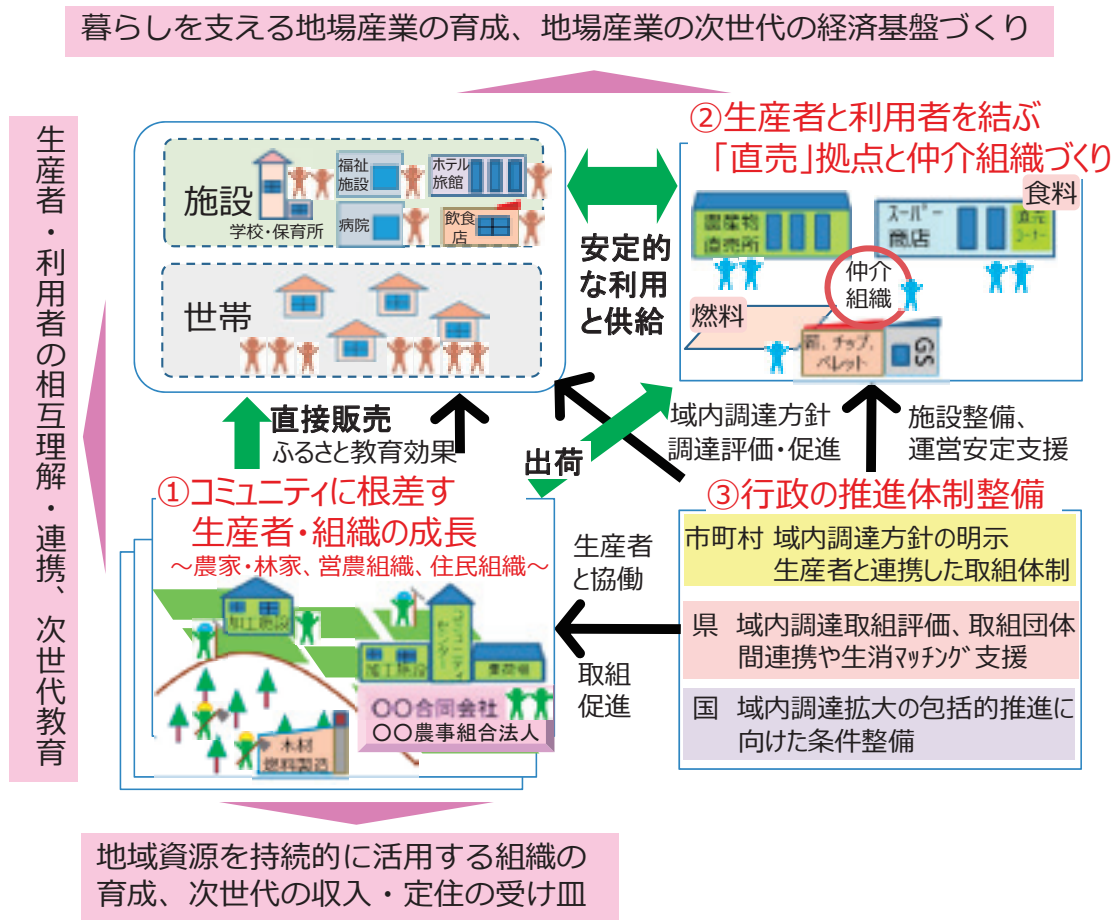 暮らしを支える地場産業の育成、地場産業の次世代の経済基盤づくり
生産者・利用者の相互理解・連携、次世代教育
施設
学校・保育所
福祉
施設
ホテル
旅館
病院
飲食
店
世帯
安定的
な利用
と供給
②生産者と利用者を結ぶ
「直売」拠点と仲介組織づくり
食料
農産物
直売所
スーパー
商店
地元
コーナー
仲介
組織
燃料
薪、チップ、
ペレット
GS
直接販売
ふるさと教育効果
出荷
域内調達方針
調達評価・促進
施設整備、
運営安定支援
①コミュニティに根差す
生産者・組織の成長
～農家・林家、営農組織、住民組織～
加工施設
コミュニティ
センター
加工施設
集荷場
〇〇合同会社
〇〇農事組合法人
木材
燃料製造
生産者
と協働
取組
促進
③行政の推進体制整備
市町村 域内調達方針の明示
生産者と連携した取組体制
県 域内調達取組評価、取組団体
間連携や生消マッチング支援
国 域内調達拡大の包括的推進に
向けた条件整備
地域資源を持続的に活用する組織の
育成、次世代の収入・定住の受け皿